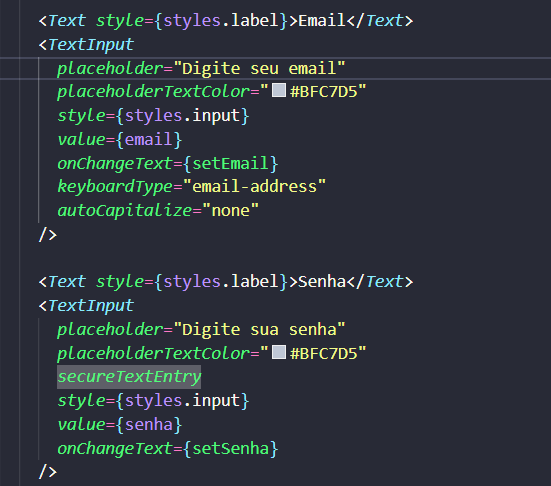 <Text style={styles.label}>Email</Text>
<TextInput
placeholder="Digite seu email"
placeholderTextColor="#BFC7D5"
style={styles.input}
value={email}
onChangeText={setEmail}
keyboardType="email-address"
autoCapitalize="none"
/>
<Text style={styles.label}>Senha</Text>
<TextInput
placeholder="Digite sua senha"
placeholderTextColor="#BFC7D5"
secureTextEntry
style={styles.input}
value={senha}
onChangeText={setSenha}
/>